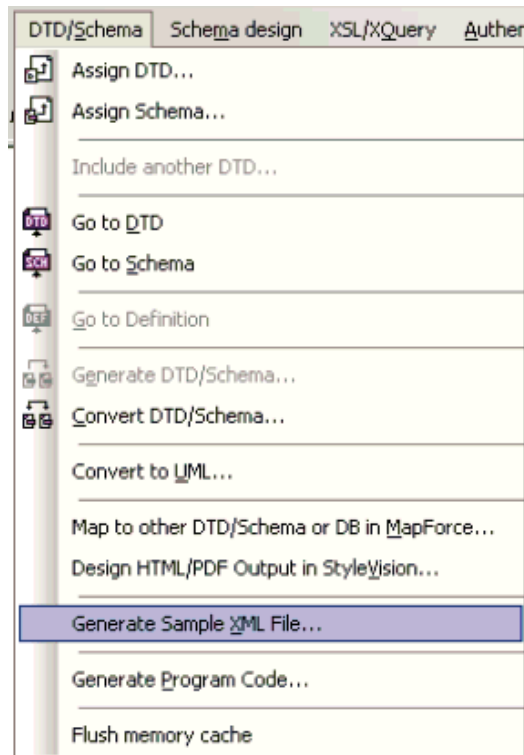 DTD/Schema Schema design XSL/XQuery Auther
Assign DTD...
Assign Schema...
Include another DTD...
DTD Go to DTD
SCH Go to Schema
DEF Go to Definition
Generate DTD/Schema...
Convert DTD/Schema...
Convert to UML...
Map to other DTD/Schema or DB in MapForce...
Design HTML/PDF Output in StyleVision...
Generate Sample XML File...
Generate Program Code...
Flush memory cache